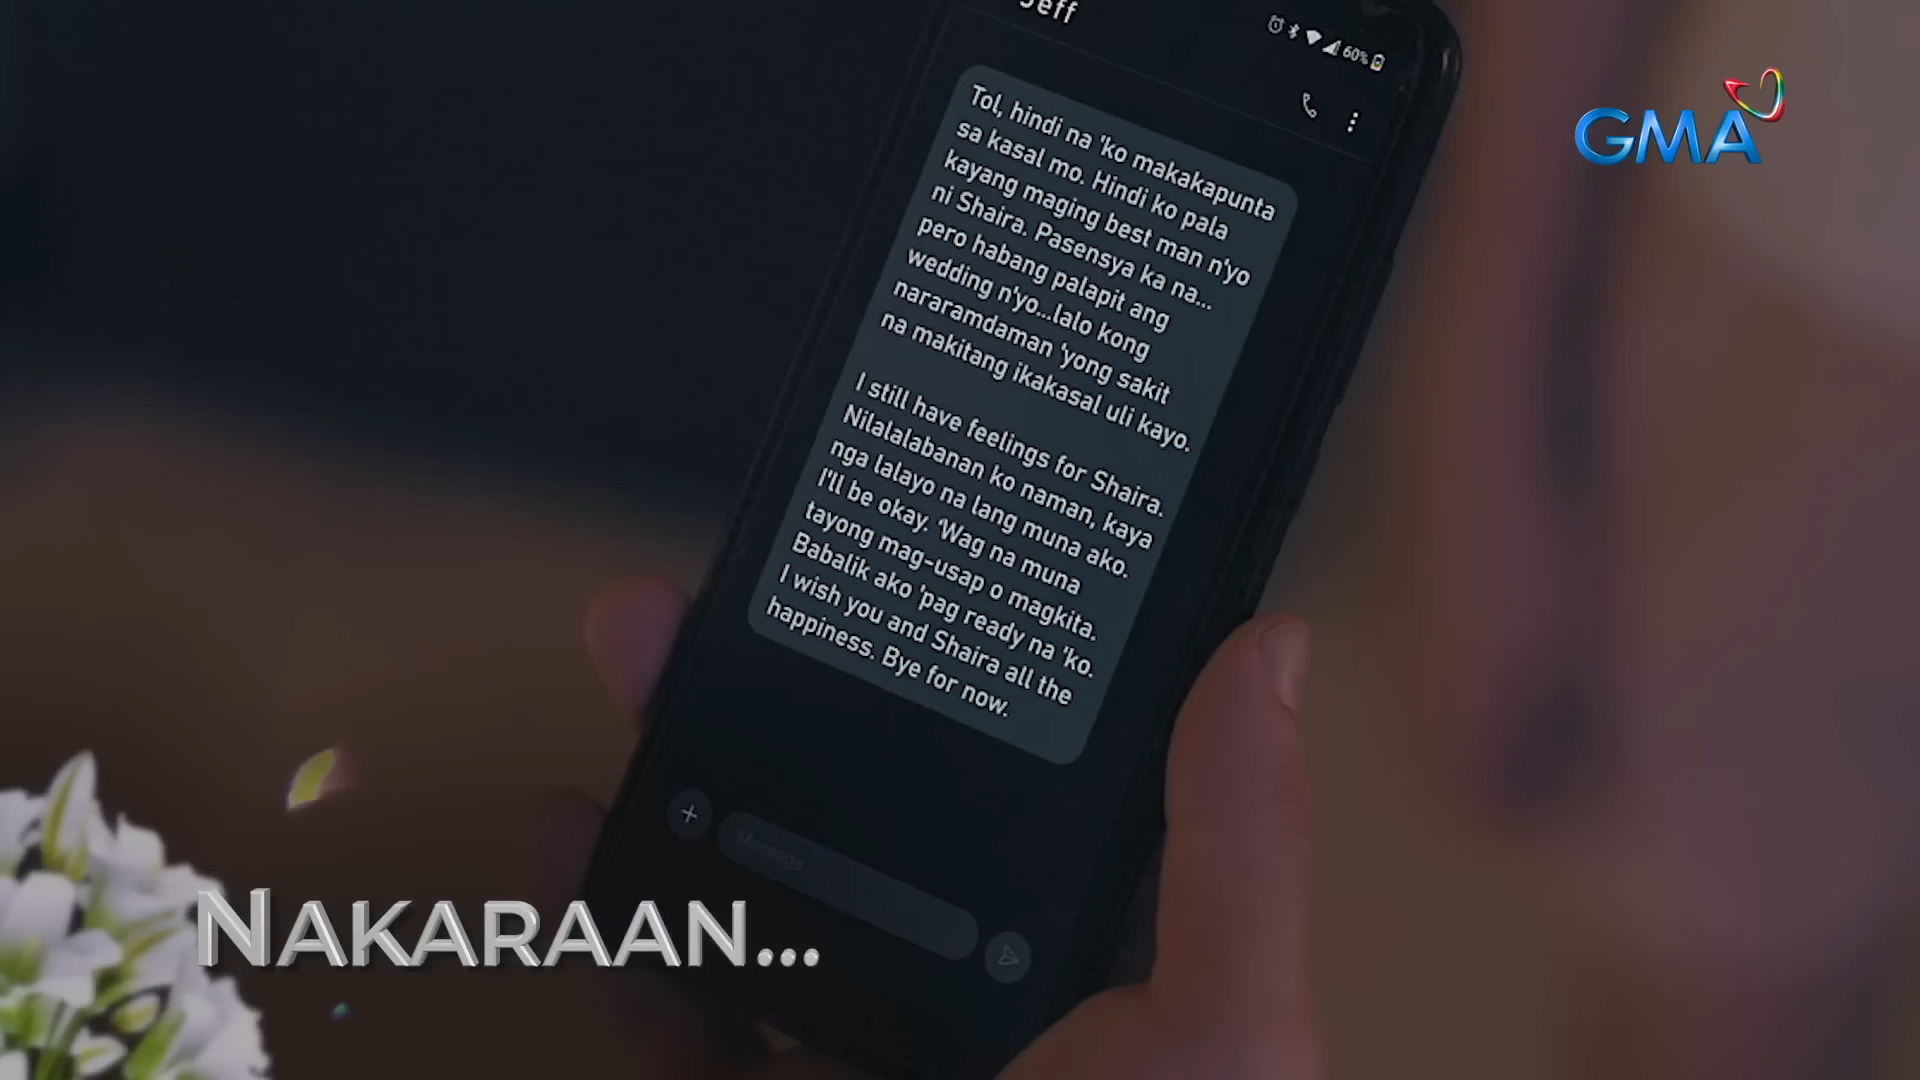 Jeff
60%
GMA
Tol, hindi na 'ko makakapunta
sa kasal mo. Hindi ko pala
kayang maging best man n'yo
ni Shaira. Pasensya ka na...
pero habang palapit ang
wedding n'yo...lalo kong
nararamdaman 'yong sakit
na makitang ikakasal uli kayo.
I still have feelings for Shaira.
Nilalalabanan ko naman, kaya
nga lalayo na lang muna ako.
I'll be okay. 'Wag na muna
tayong mag-usap o magkita.
Babalik ako 'pag ready na 'ko.
I wish you and Shaira all the
happiness. Bye for now.
Message
NAKARAAN...